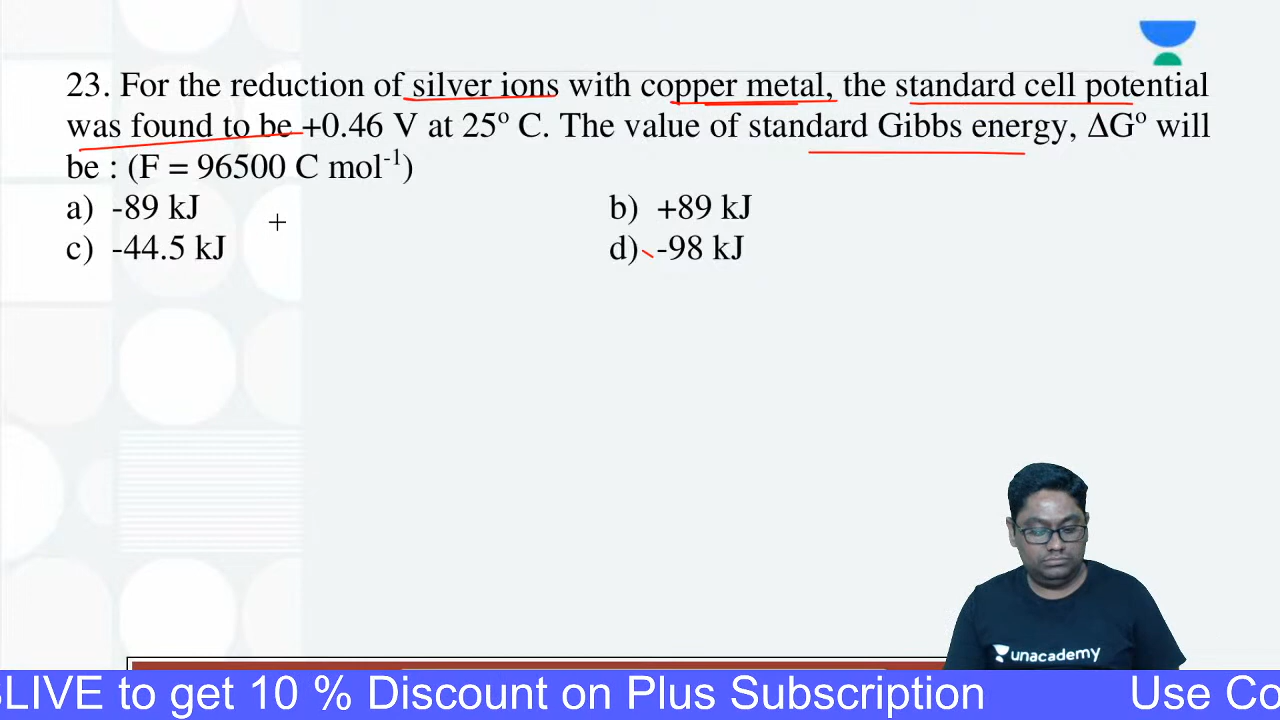 23. For the reduction of silver ions with copper metal, the standard cell potential
was found to be +0.46 V at 25º C. The value of standard Gibbs energy, ΔGº will
be : (F = 96500 C mol⁻¹)
a) -89 kJ b) +89 kJ
c) -44.5 kJ d) -98 kJ
unacademy
LIVE to get 10 % Discount on Plus Subscription Use Co